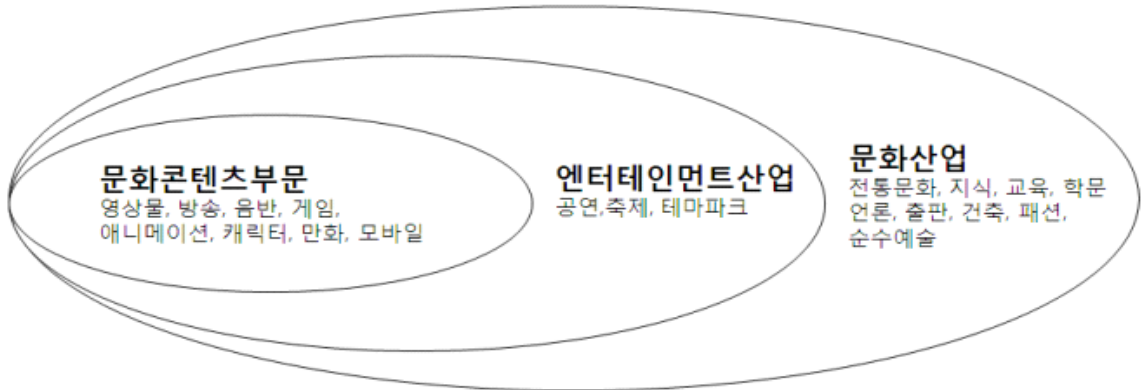 문화콘텐츠부문
영상물, 방송, 음반, 게임,
애니메이션, 캐릭터, 만화, 모바일
엔터테인먼트산업
공연,축제, 테마파크
문화산업
전통문화, 지식, 교육, 학문
언론, 출판, 건축, 패션,
순수예술